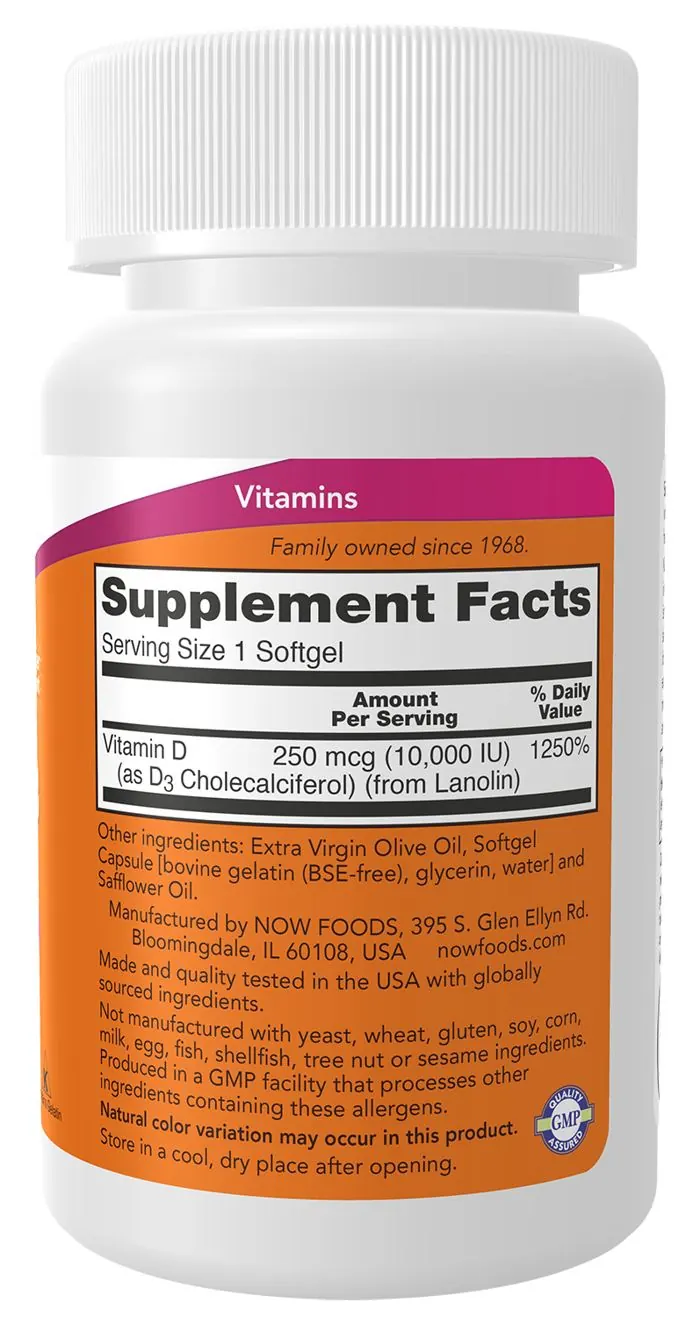 Vitamins
Family owned since 1968.
Supplement Facts
Serving Size 1 Softgel
Amount Per Serving
% Daily Value
Vitamin D 250 mcg (10,000 IU) 1250%
(as D₃ Cholecalciferol) (from Lanolin)
Other ingredients: Extra Virgin Olive Oil, Softgel
Capsule [bovine gelatin (BSE-free), glycerin, water] and
Safflower Oil.
Manufactured by NOW FOODS, 395 S. Glen Ellyn Rd.
Bloomingdale, IL 60108, USA nowfoods.com
Made and quality tested in the USA with globally
sourced ingredients.
Not manufactured with yeast, wheat, gluten, soy, corn,
milk, egg, fish, shellfish, tree nut or sesame ingredients.
Produced in a GMP facility that processes other
ingredients containing these allergens.
Natural color variation may occur in this product.
Store in a cool, dry place after opening.
QUALITY
GMP
ASSURED
K
Gelatin